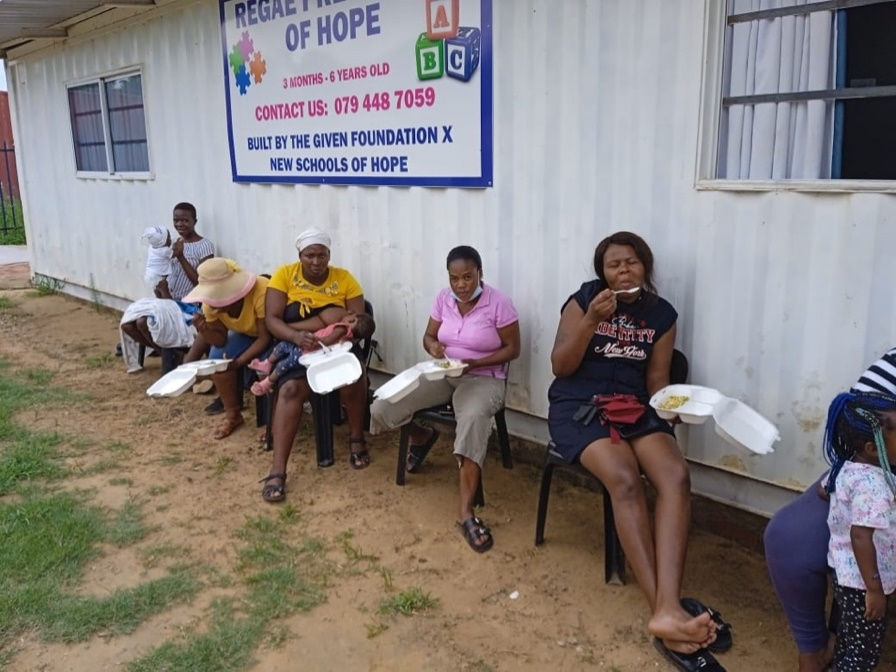 REGAE PRE
OF HOPE
3 MONTHS - 6 YEARS OLD
CONTACT US: 079 448 7059
BUILT BY THE GIVEN FOUNDATION X
NEW SCHOOLS OF HOPE
A
B C
New York